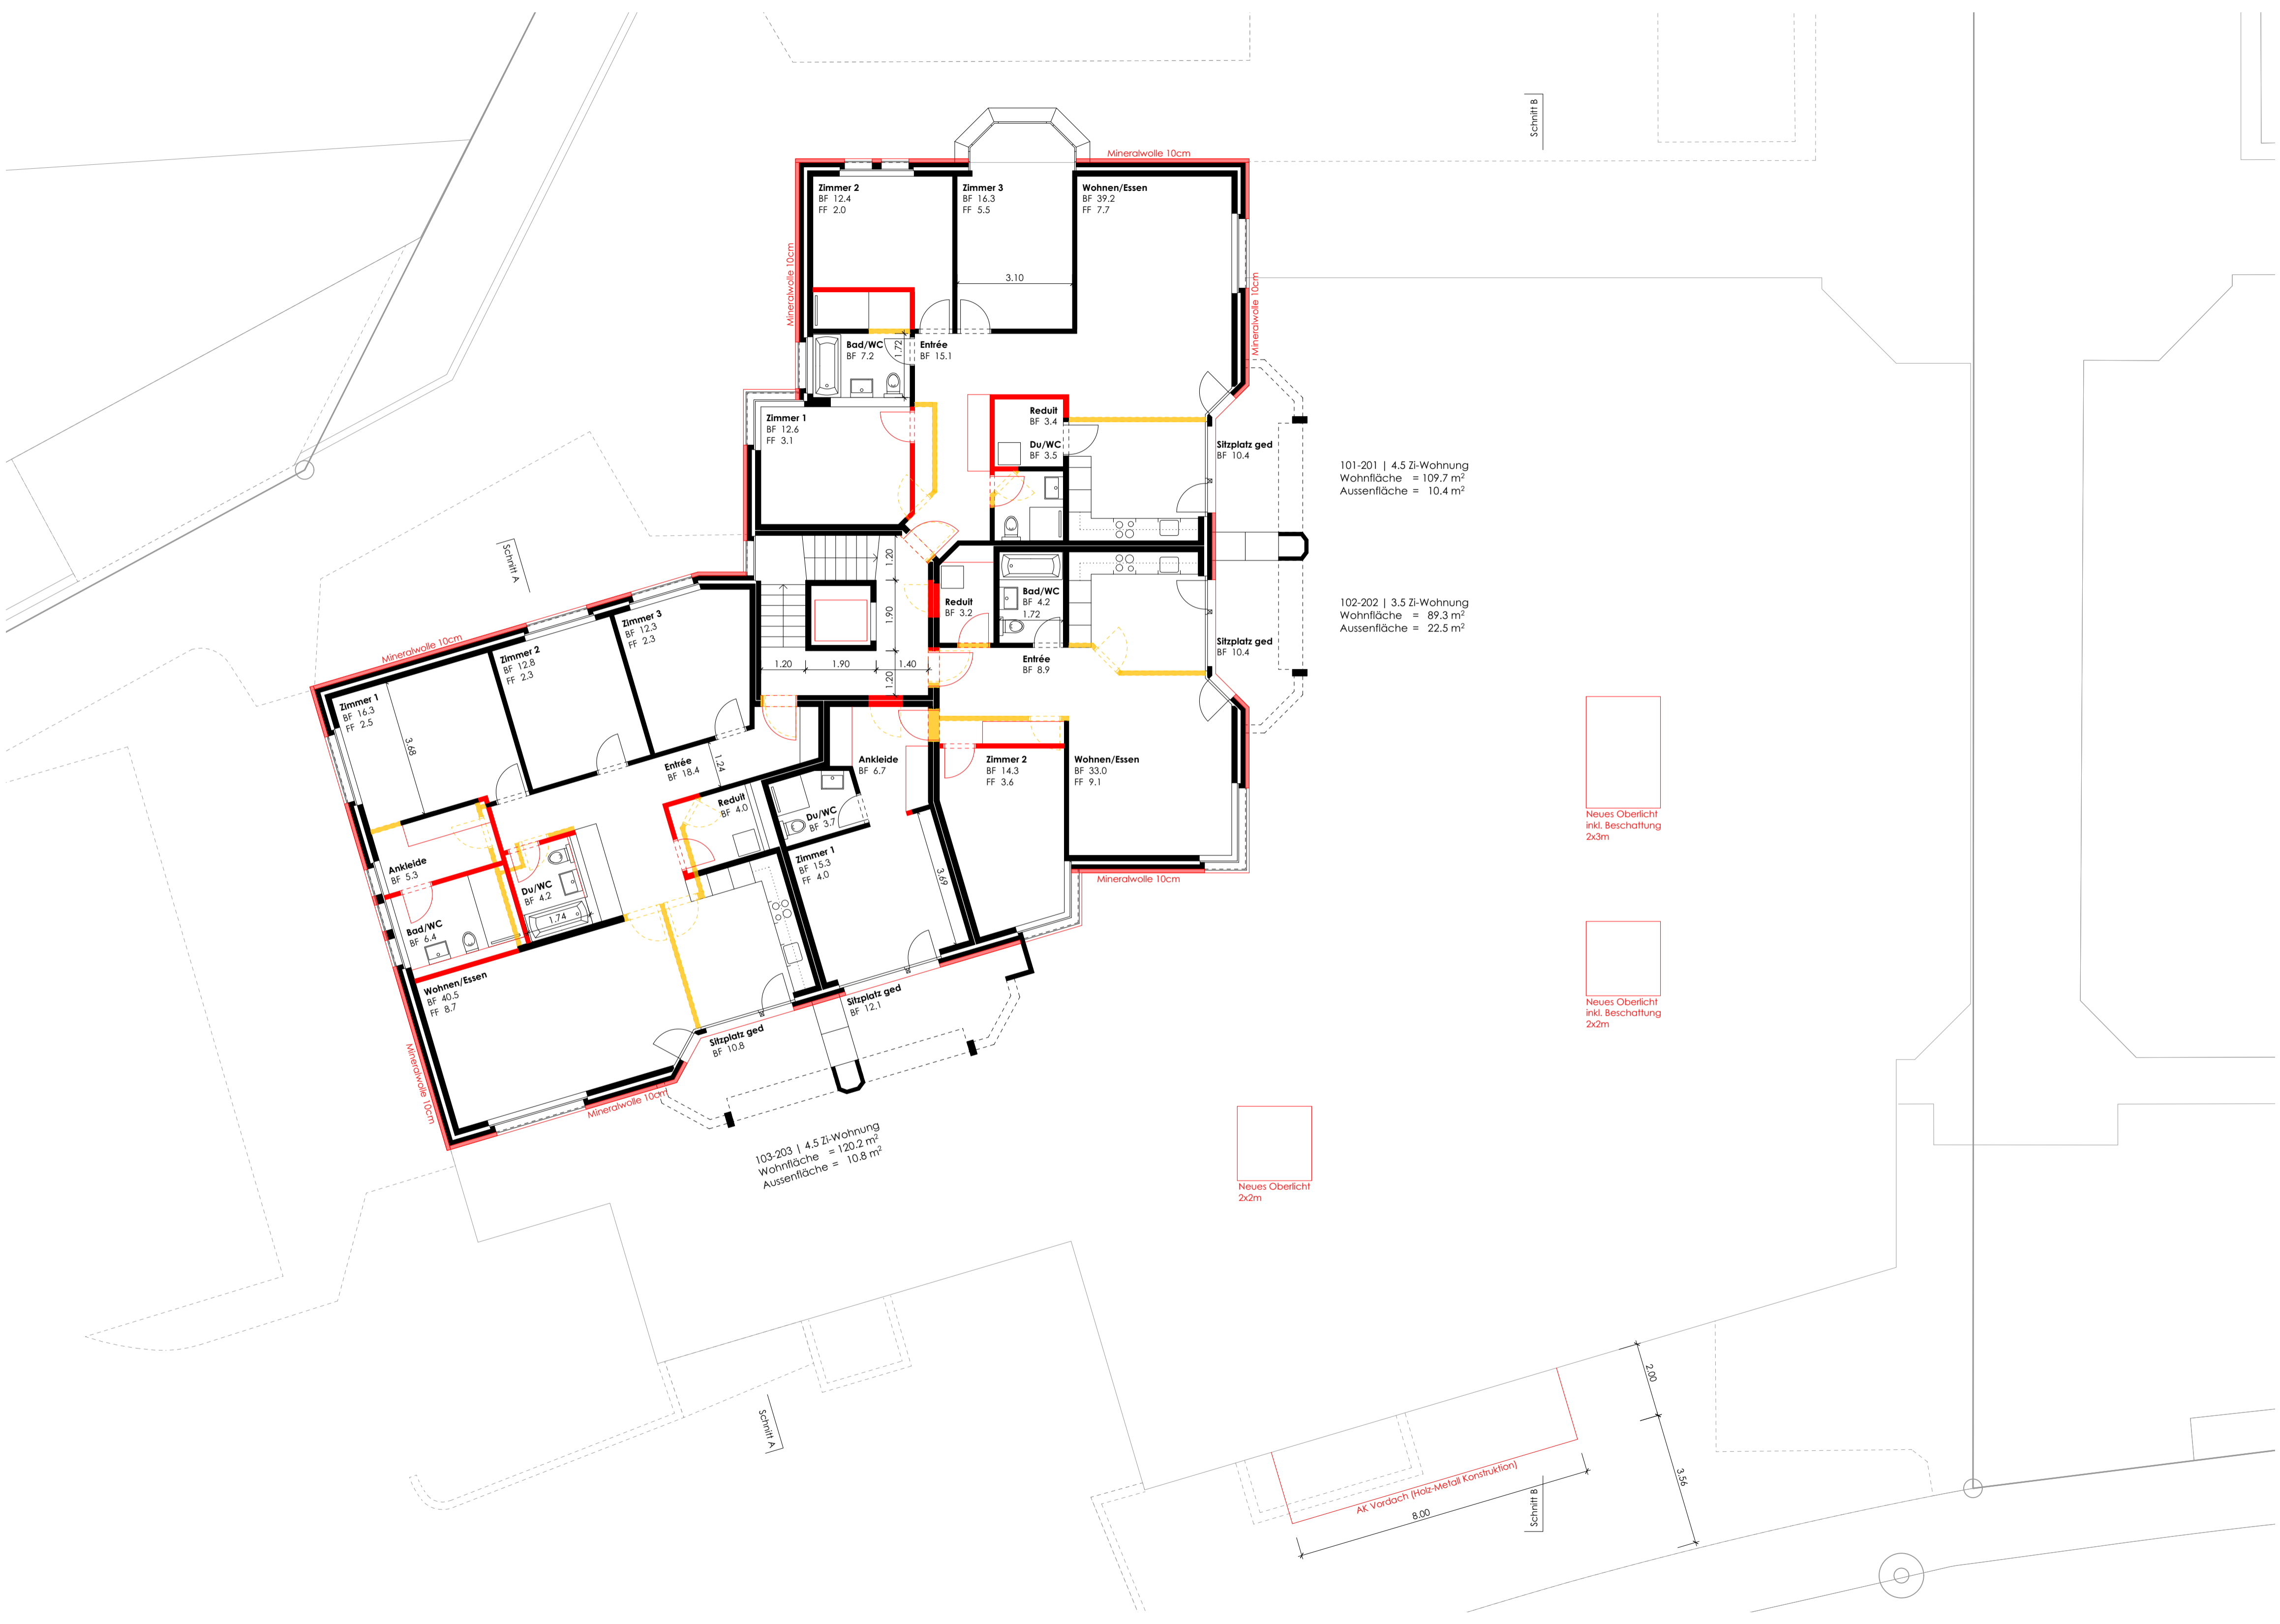 Schnitt B
Mineralwolle 10cm
Zimmer 2
BF 12.4
FF 2.0
Zimmer 3
BF 16.3
FF 5.5
Wohnen/Essen
BF 39.2
FF 7.7
Mineralwolle 10cm
3.10
Mineralwolle 10cm
Bad/WC
BF 7.2
1.72
Entrée
BF 15.1
Zimmer 1
BF 12.6
FF 3.1
Reduit
BF 3.4
Du/WC
BF 3.5
Sitzplatz ged
BF 10.4
101-201 | 4.5 Zi-Wohnung
Wohnfläche = 109.7 m²
Aussenfläche = 10.4 m²
Schnitt A
1.20
1.90
1.20
1.20
1.90
1.40
Reduit
BF 3.2
Bad/WC
BF 4.2
1.72
Entrée
BF 8.9
Sitzplatz ged
BF 10.4
102-202 | 3.5 Zi-Wohnung
Wohnfläche = 89.3 m²
Aussenfläche = 22.5 m²
Mineralwolle 10cm
Zimmer 1
BF 16.3
FF 2.5
3.68
Zimmer 2
BF 12.8
FF 2.3
Zimmer 3
BF 12.3
FF 2.3
Entrée
BF 18.4
1.24
Ankleide
BF 6.7
Zimmer 2
BF 14.3
FF 3.6
Wohnen/Essen
BF 33.0
FF 9.1
Mineralwolle 10cm
Reduit
BF 4.0
Du/WC
BF 3.7
Zimmer 1
BF 15.3
FF 4.0
3.69
Ankleide
BF 5.3
Du/WC
BF 4.2
1.74
Bad/WC
BF 6.4
Wohnen/Essen
BF 40.5
FF 8.7
Sitzplatz ged
BF 12.1
Sitzplatz ged
BF 10.8
Mineralwolle 10cm
Mineralwolle 10cm
103-203 | 4.5 Zi-Wohnung
Wohnfläche = 120.2 m²
Aussenfläche = 10.8 m²
Neues Oberlicht
inkl. Beschattung
2x3m
Neues Oberlicht
inkl. Beschattung
2x2m
Neues Oberlicht
2x2m
Schnitt A
2.00
3.56
AK Vordach (Holz-Metall Konstruktion)
8.00
Schnitt B